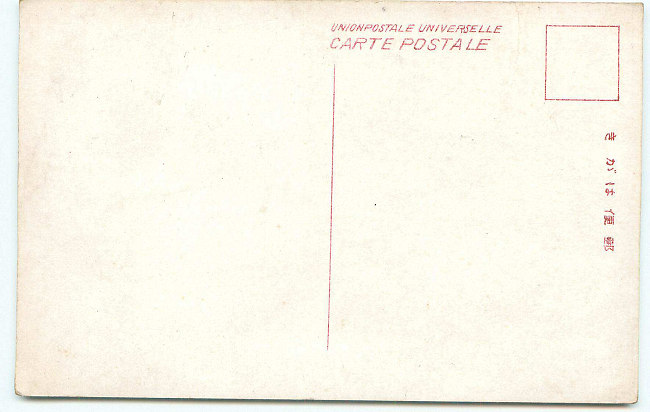 UNION POSTALE UNIVERSELLE
CARTE POSTALE
郵便はがき